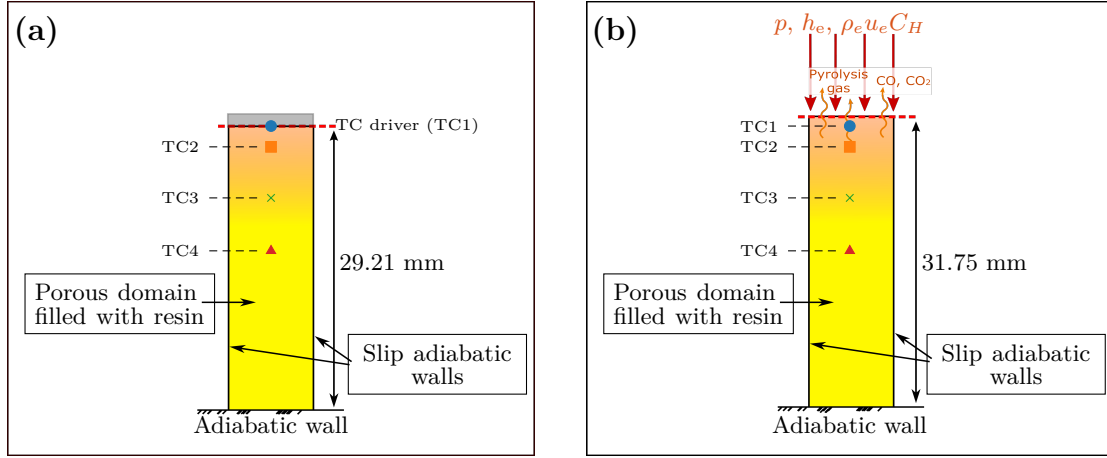 (a)
TC driver (TC1)
TC2
TC3
TC4
29.21 mm
Porous domain
filled with resin
Slip adiabatic
walls
Adiabatic wall
(b)
p, hₑ, ρₑuₑC_H
Pyrolysis
gas
CO, CO₂
TC1
TC2
TC3
TC4
31.75 mm
Porous domain
filled with resin
Slip adiabatic
walls
Adiabatic wall